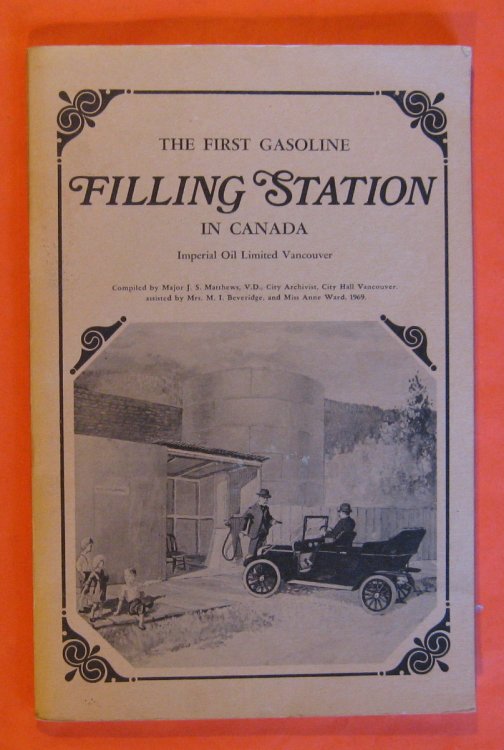 THE FIRST GASOLINE
FILLING STATION
IN CANADA
Imperial Oil Limited Vancouver
Compiled by Major J. S. Matthews, V.D., City Archivist, City Hall Vancouver,
assisted by Mrs. M. I. Beveridge, and Miss Anne Ward, 1969.